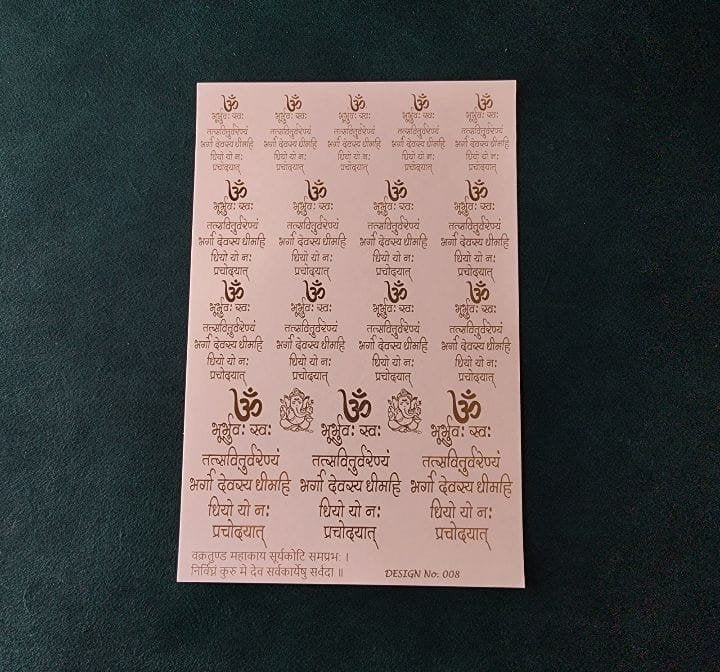 ॐ ॐ ॐ ॐ ॐ
भूर्भुवः स्वः भूर्भुवः स्वः भूर्भुवः स्वः भूर्भुवः स्वः भूर्भुवः स्वः
तत्सवितुर्वरेण्यं तत्सवितुर्वरेण्यं तत्सवितुर्वरेण्यं तत्सवितुर्वरेण्यं तत्सवितुर्वरेण्यं
भर्गो देवस्य धीमहि भर्गो देवस्य धीमहि भर्गो देवस्य धीमहि भर्गो देवस्य धीमहि भर्गो देवस्य धीमहि
धियो यो नः धियो यो नः धियो यो नः धियो यो नः धियो यो नः
प्रचोदयात् प्रचोदयात् प्रचोदयात् प्रचोदयात् प्रचोदयात्
ॐ ॐ ॐ ॐ
भूर्भुवः स्वः भूर्भुवः स्वः भूर्भुवः स्वः भूर्भुवः स्वः
तत्सवितुर्वरेण्यं तत्सवितुर्वरेण्यं तत्सवितुर्वरेण्यं तत्सवितुर्वरेण्यं
भर्गो देवस्य धीमहि भर्गो देवस्य धीमहि भर्गो देवस्य धीमहि भर्गो देवस्य धीमहि
धियो यो नः धियो यो नः धियो यो नः धियो यो नः
प्रचोदयात् प्रचोदयात् प्रचोदयात् प्रचोदयात्
ॐ ॐ ॐ ॐ
भूर्भुवः स्वः भूर्भुवः स्वः भूर्भुवः स्वः भूर्भुवः स्वः
तत्सवितुर्वरेण्यं तत्सवितुर्वरेण्यं तत्सवितुर्वरेण्यं तत्सवितुर्वरेण्यं
भर्गो देवस्य धीमहि भर्गो देवस्य धीमहि भर्गो देवस्य धीमहि भर्गो देवस्य धीमहि
धियो यो नः धियो यो नः धियो यो नः धियो यो नः
प्रचोदयात् प्रचोदयात् प्रचोदयात् प्रचोदयात्
ॐ ॐ ॐ
भूर्भुवः स्वः भूर्भुवः स्वः भूर्भुवः स्वः
तत्सवितुर्वरेण्यं तत्सवितुर्वरेण्यं तत्सवितुर्वरेण्यं
भर्गो देवस्य धीमहि भर्गो देवस्य धीमहि भर्गो देवस्य धीमहि
धियो यो नः धियो यो नः धियो यो नः
प्रचोदयात् प्रचोदयात् प्रचोदयात्
वक्रतुण्ड महाकाय सूर्यकोटि समप्रभः ।
निर्विघ्नं कुरु मे देव सर्वकार्येषु सर्वदा ॥
DESIGN No. 008